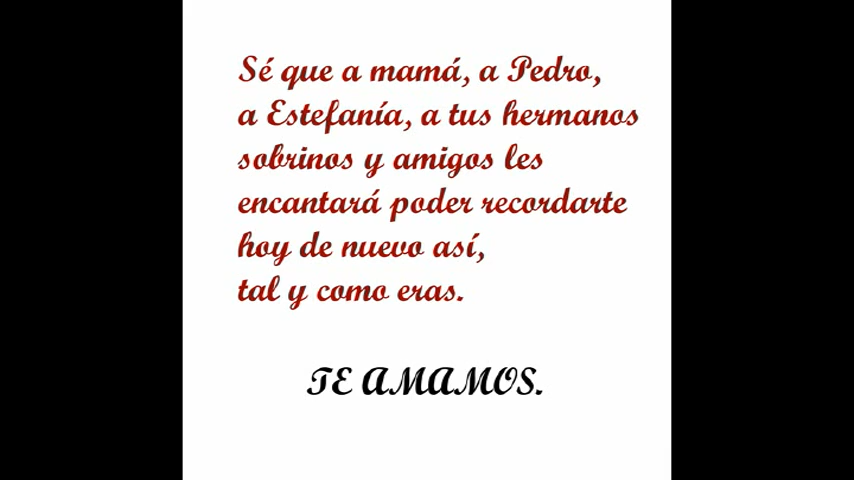 Sé que a mamá, a Pedro,
a Estefanía, a tus hermanos
sobrinos y amigos les
encantará poder recordarte
hoy de nuevo así,
tal y como eras.
TE AMAMOS.